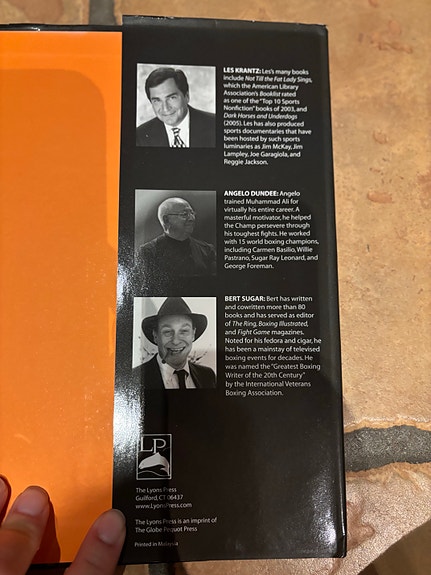 LES KRANTZ: Les's many books
include Not Till the Fat Lady Sings,
which the American Library
Association's Booklist rated
as one of the "Top 10 Sports
Nonfiction" books of 2003, and
Dark Horses and Underdogs
(2005). Les has also produced
sports documentaries that have
been hosted by such sports
luminaries as Jim McKay, Jim
Lampley, Joe Garagiola, and
Reggie Jackson.
ANGELO DUNDEE: Angelo
trained Muhammad Ali for
virtually his entire career. A
masterful motivator, he helped
the Champ persevere through
his toughest fights. He worked
with 15 world boxing champions,
including Carmen Basilio, Willie
Pastrano, Sugar Ray Leonard, and
George Foreman.
BERT SUGAR: Bert has written
and cowritten more than 80
books and has served as editor
of The Ring, Boxing Illustrated,
and Fight Game magazines.
Noted for his fedora and cigar, he
has been a mainstay of televised
boxing events for decades. He
was named the "Greatest Boxing
Writer of the 20th Century"
by the International Veterans
Boxing Association.
LP
The Lyons Press
Guilford, CT 06437
www.LyonsPress.com
The Lyons Press is an imprint of
The Globe Pequot Press
Printed in Malaysia